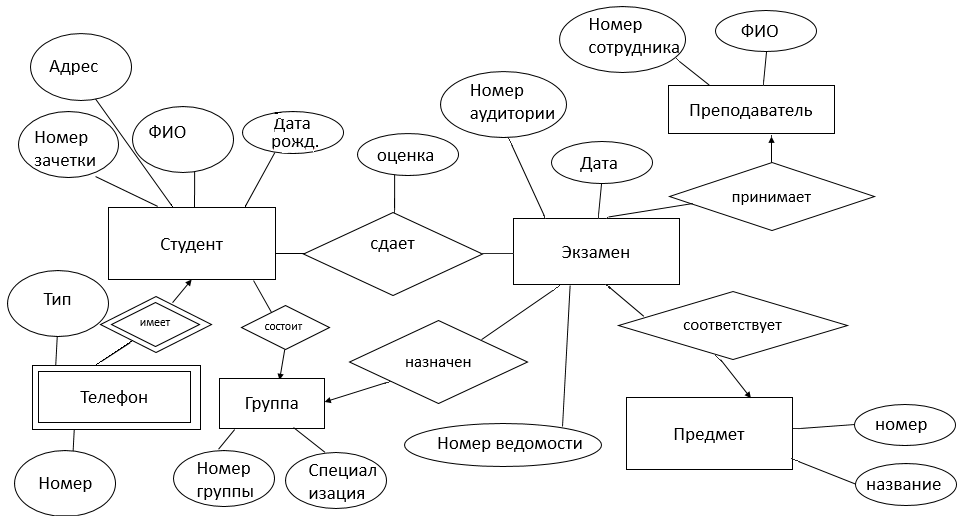 Номер
сотрудника
ФИО
Адрес
Номер
аудитории
Преподаватель
Номер
зачетки
ФИО
Дата
рожд.
оценка
Дата
принимает
Студент
сдает
Экзамен
Тип
имеет
состоит
соответствует
назначен
Телефон
Группа
Предмет
номер
Номер ведомости
Номер
Номер
группы
Специал
изация
название